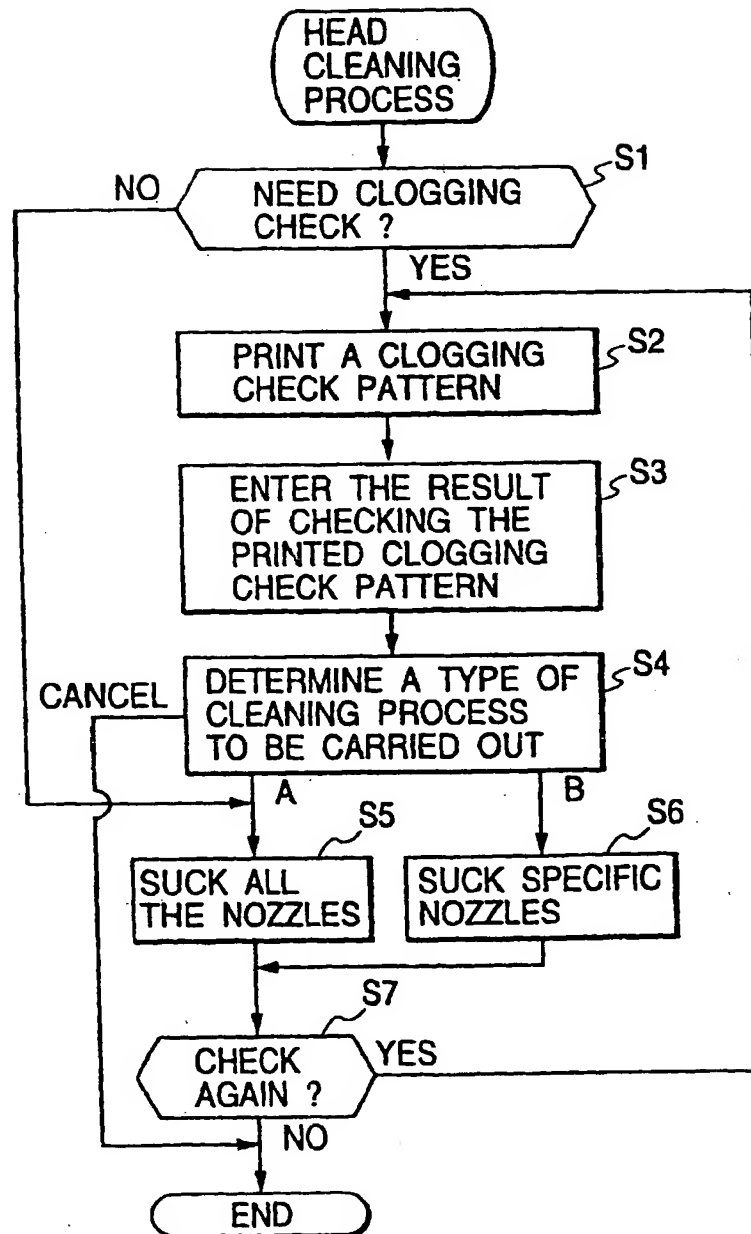 HEAD
CLEANING
PROCESS
S1
NO
NEED CLOGGING
CHECK ?
YES
S2
PRINT A CLOGGING
CHECK PATTERN
S3
ENTER THE RESULT
OF CHECKING THE
PRINTED CLOGGING
CHECK PATTERN
S4
CANCEL
DETERMINE A TYPE OF
CLEANING PROCESS
TO BE CARRIED OUT
A
B
S5
S6
SUCK ALL
THE NOZZLES
SUCK SPECIFIC
NOZZLES
S7
CHECK
AGAIN ?
YES
NO
END